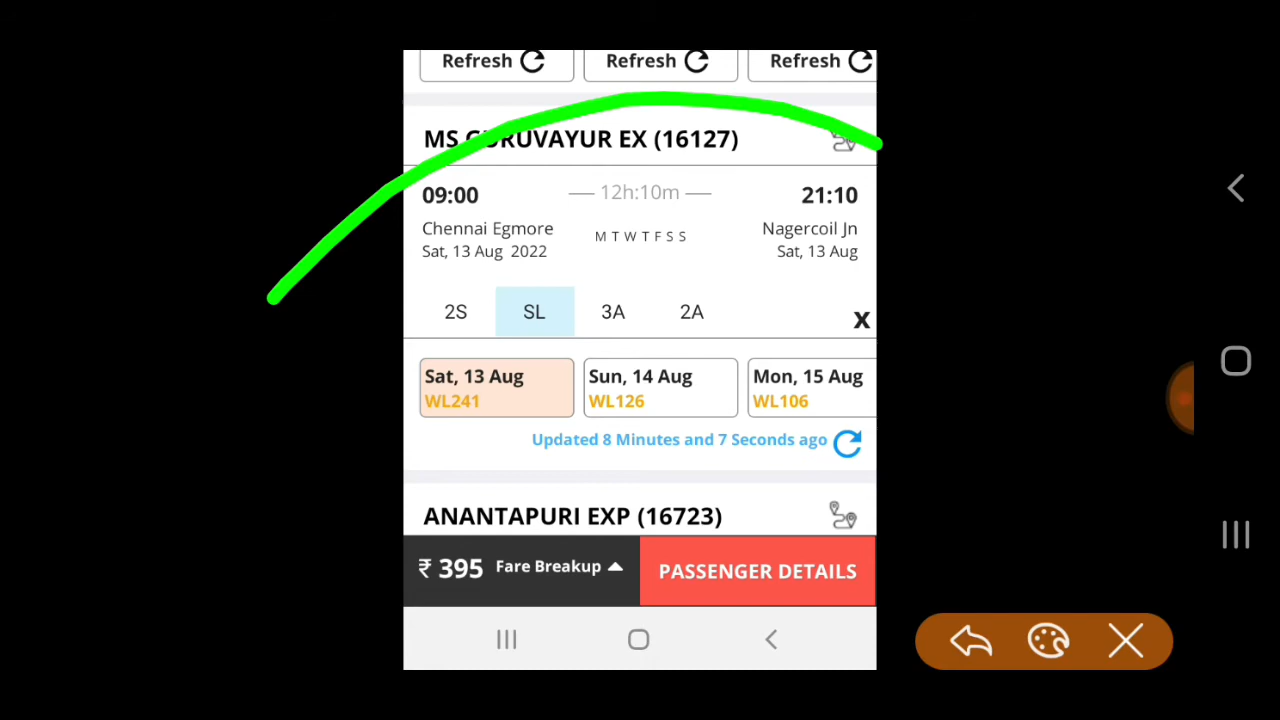 Refresh Refresh Refresh
MS GURUVAYUR EX (16127)
09:00 12h:10m 21:10
Chennai Egmore M T W T F S S Nagercoil Jn
Sat, 13 Aug 2022 Sat, 13 Aug
2S SL 3A 2A X
Sat, 13 Aug Sun, 14 Aug Mon, 15 Aug
WL241 WL126 WL106
Updated 8 Minutes and 7 Seconds ago
ANANTAPURI EXP (16723)
₹ 395 Fare Breakup PASSENGER DETAILS